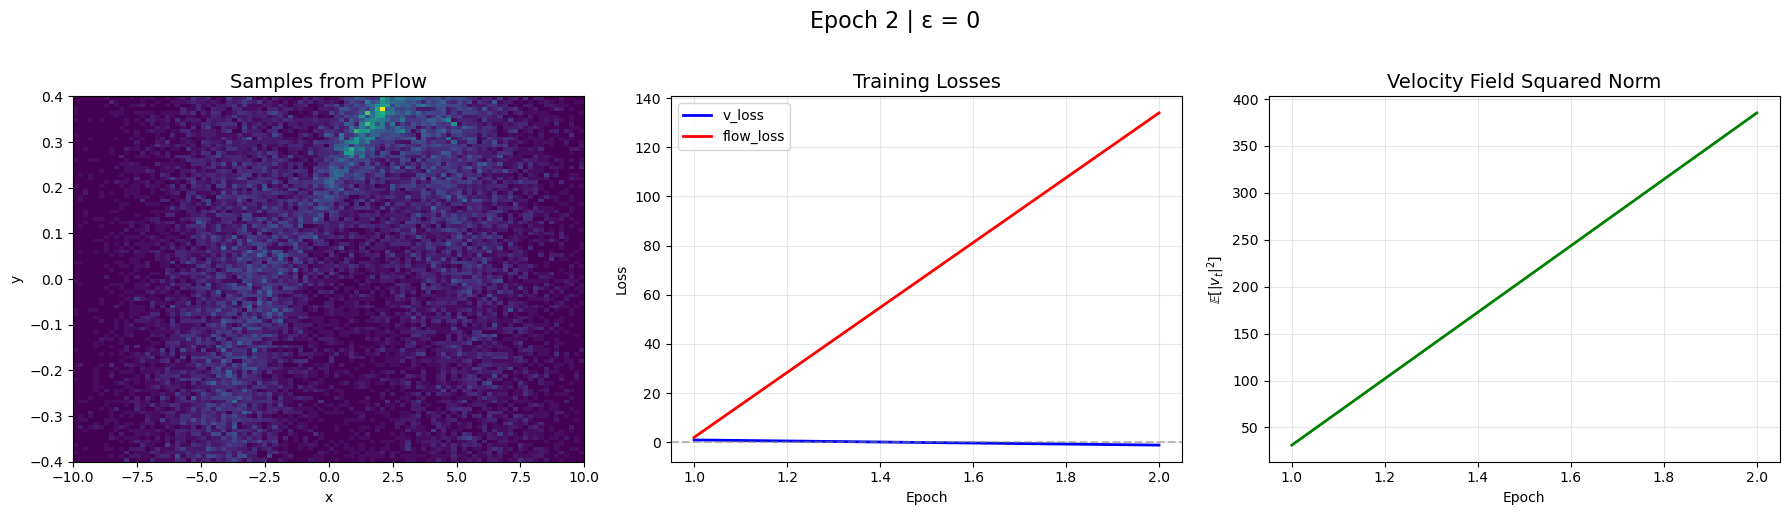 Epoch 2 | ε = 0
Samples from PFlow
0.4
0.3
0.2
0.1
0.0
−0.1
−0.2
−0.3
−0.4
y
−10.0 −7.5 −5.0 −2.5 0.0 2.5 5.0 7.5 10.0
x
Training Losses
v_loss
flow_loss
140
120
100
80
60
40
20
0
Loss
1.0 1.2 1.4 1.6 1.8 2.0
Epoch
Velocity Field Squared Norm
400
350
300
250
200
150
100
50
𝔼[|v_t|²]
1.0 1.2 1.4 1.6 1.8 2.0
Epoch